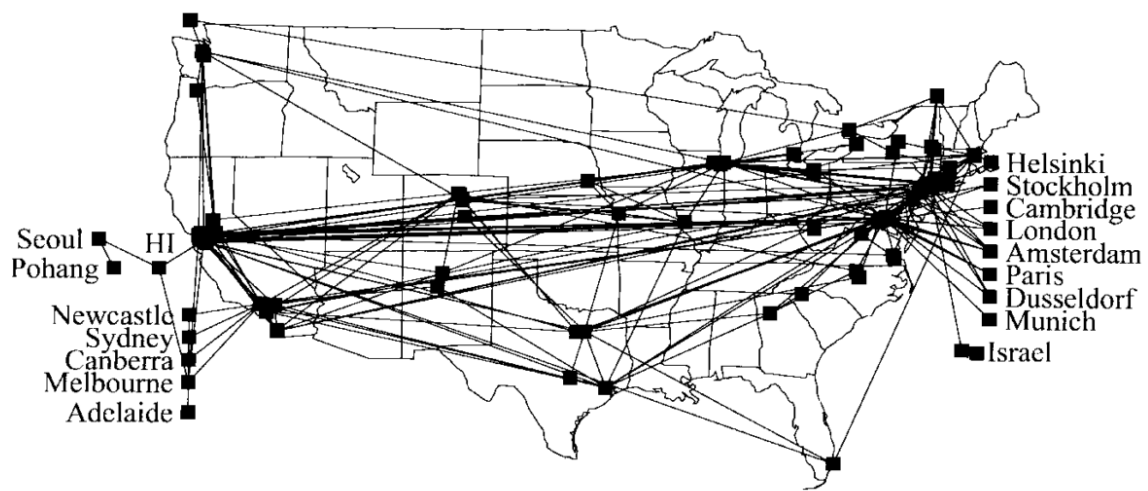 Seoul
HI
Pohang
Newcastle
Sydney
Canberra
Melbourne
Adelaide
Helsinki
Stockholm
Cambridge
London
Amsterdam
Paris
Dusseldorf
Munich
Israel